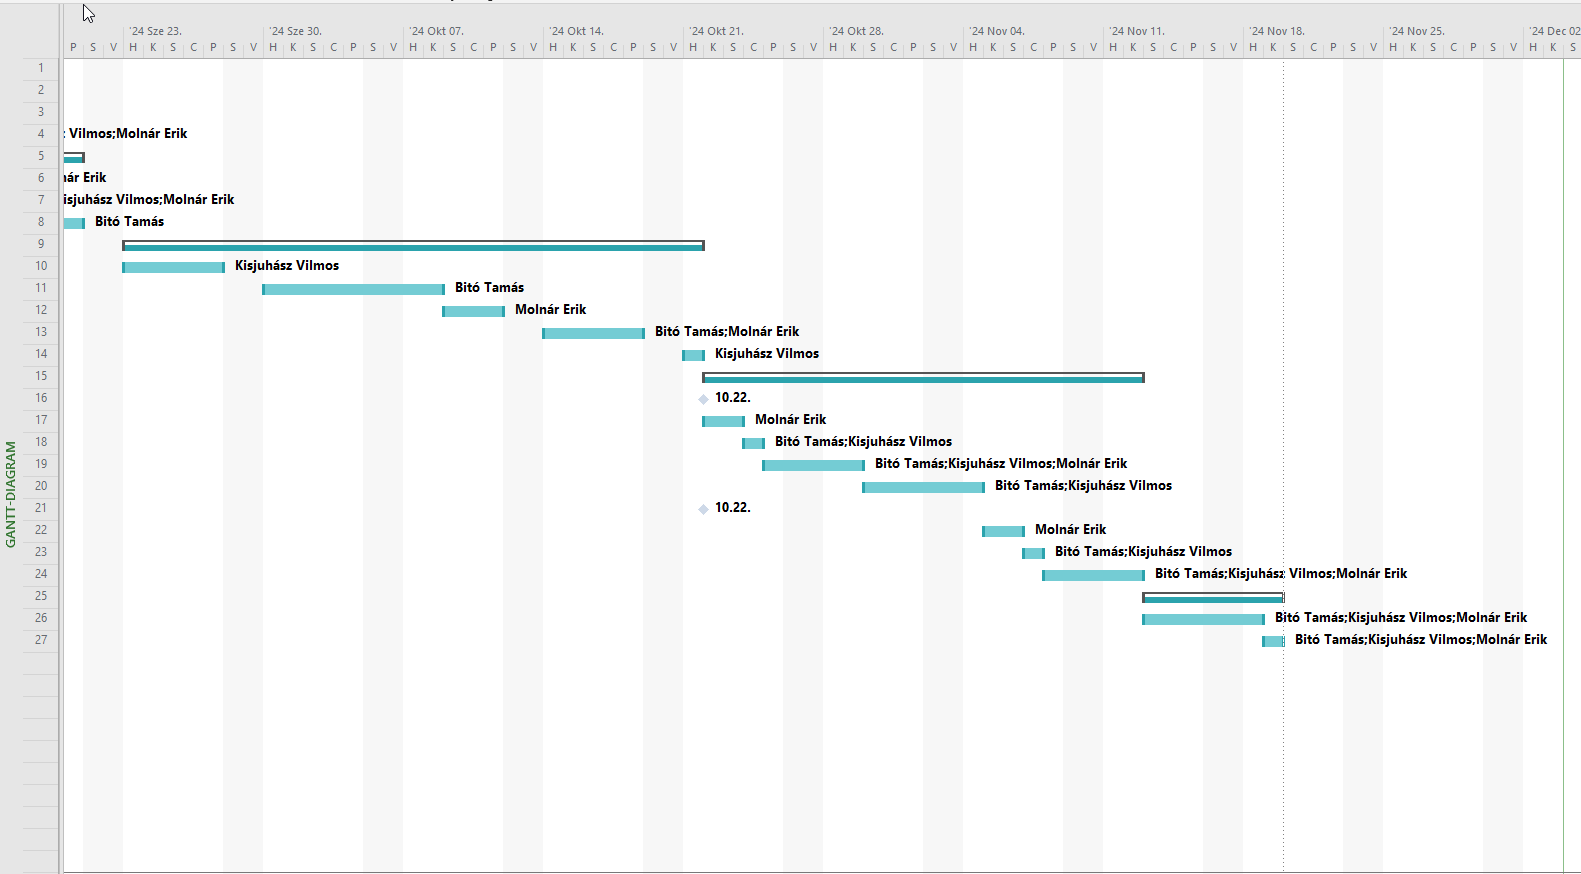 '24 Sze 23. '24 Sze 30. '24 Okt 07. '24 Okt 14. '24 Okt 21. '24 Okt 28. '24 Nov 04. '24 Nov 11. '24 Nov 18. '24 Nov 25. '24 Dec 02
P S V H K S C P S V H K S C P S V H K S C P S V H K S C P S V H K S C P S V H K S C P S V H K S C P S V H K S C P S V H K S C P S V H K S C P S V H K S
1
2
3
4 : Vilmos;Molnár Erik
5
6 nár Erik
7 isjuhász Vilmos;Molnár Erik
8 Bitó Tamás
9
10 Kisjuhász Vilmos
11 Bitó Tamás
12 Molnár Erik
13 Bitó Tamás;Molnár Erik
14 Kisjuhász Vilmos
15
16 10.22.
17 Molnár Erik
18 Bitó Tamás;Kisjuhász Vilmos
19 Bitó Tamás;Kisjuhász Vilmos;Molnár Erik
20 Bitó Tamás;Kisjuhász Vilmos
21 10.22.
22 Molnár Erik
23 Bitó Tamás;Kisjuhász Vilmos
24 Bitó Tamás;Kisjuhász Vilmos;Molnár Erik
25
26 Bitó Tamás;Kisjuhász Vilmos;Molnár Erik
27 Bitó Tamás;Kisjuhász Vilmos;Molnár Erik
GANTT-DIAGRAM